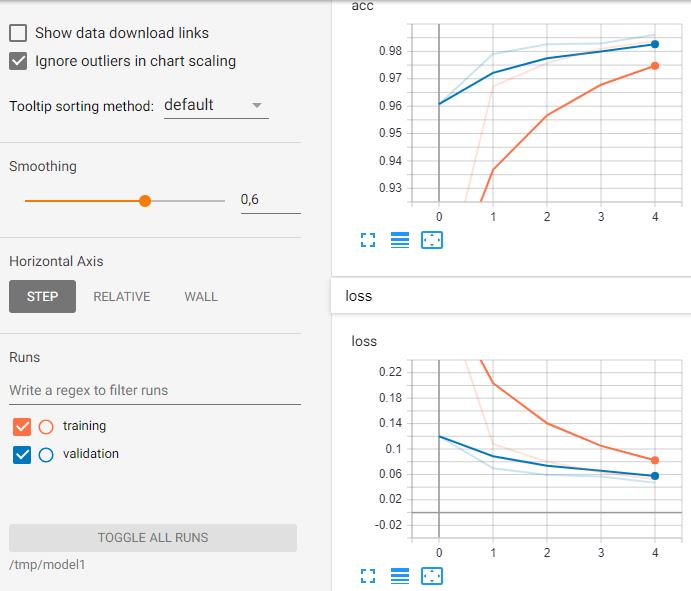 Show data download links
Ignore outliers in chart scaling
Tooltip sorting method: default
Smoothing
0,6
Horizontal Axis
STEP RELATIVE WALL
Runs
Write a regex to filter runs
training
validation
TOGGLE ALL RUNS
/tmp/model1
acc
0.98
0.97
0.96
0.95
0.94
0.93
0 1 2 3 4
loss
loss
0.22
0.18
0.14
0.1
0.06
0.02
-0.02
0 1 2 3 4